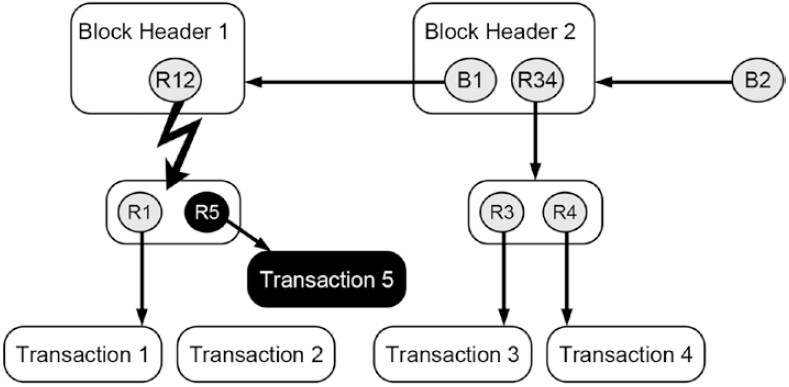 Block Header 1
Block Header 2
R12
B1
R34
B2
R1
R5
R3
R4
Transaction 5
Transaction 1
Transaction 2
Transaction 3
Transaction 4